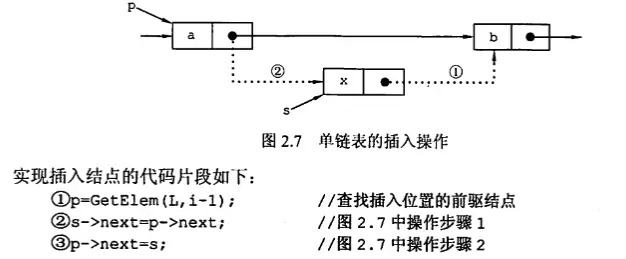 p
a
b
②
x
①
s
图 2.7 单链表的插入操作
实现插入结点的代码片段如下：
①p=GetElem(L,i-1); //查找插入位置的前驱结点
②s->next=p->next; //图 2.7 中操作步骤 1
③p->next=s; //图 2.7 中操作步骤 2